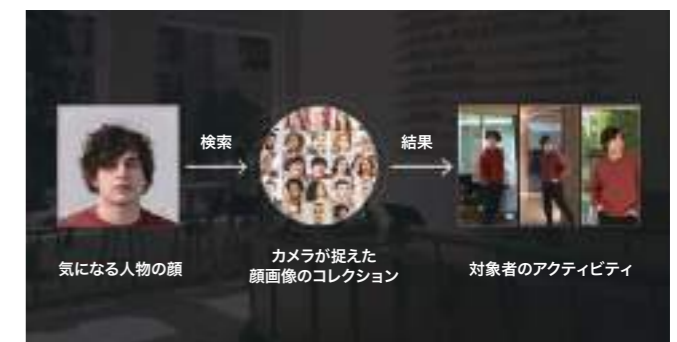 検索
結果
気になる人物の顔
カメラが捉えた
顔画像のコレクション
対象者のアクティビティ